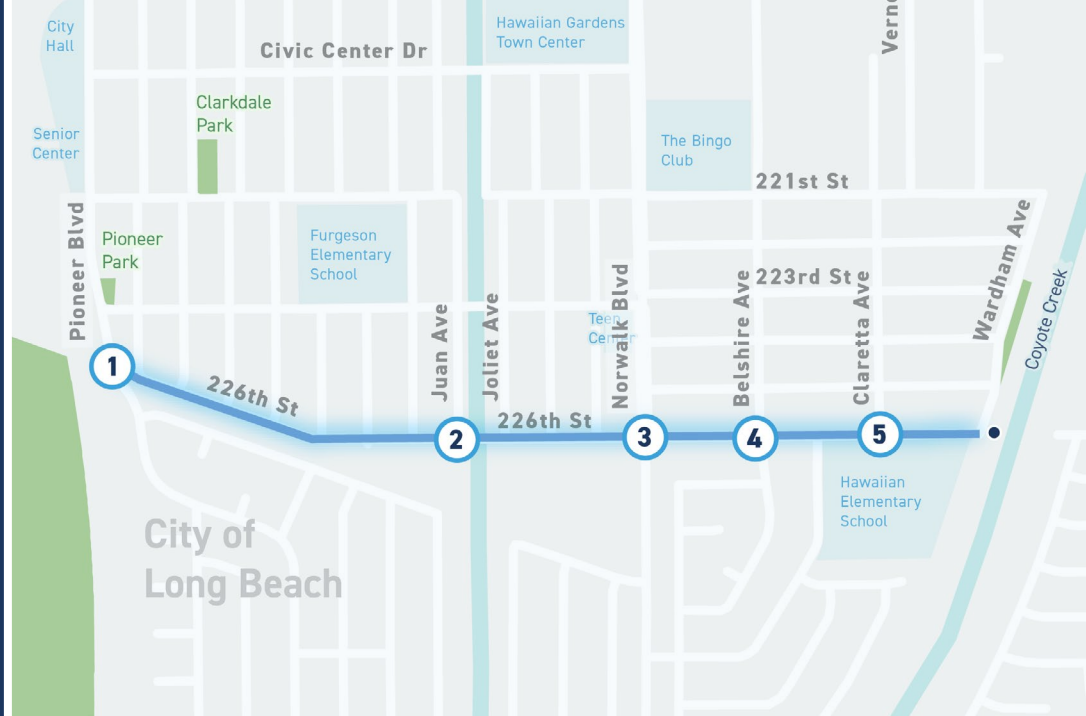 City
Hall
Hawaiian Gardens
Town Center
Verno
Civic Center Dr
Clarkdale
Park
Senior
Center
The Bingo
Club
221st St
Pioneer Blvd
Pioneer
Park
Furgeson
Elementary
School
Wardham Ave
223rd St
Coyote Creek
Teen
Center
Norwalk Blvd
Juan Ave
Joliet Ave
Belshire Ave
Claretta Ave
1
226th St
226th St
2
3
4
5
Hawaiian
Elementary
School
City of
Long Beach